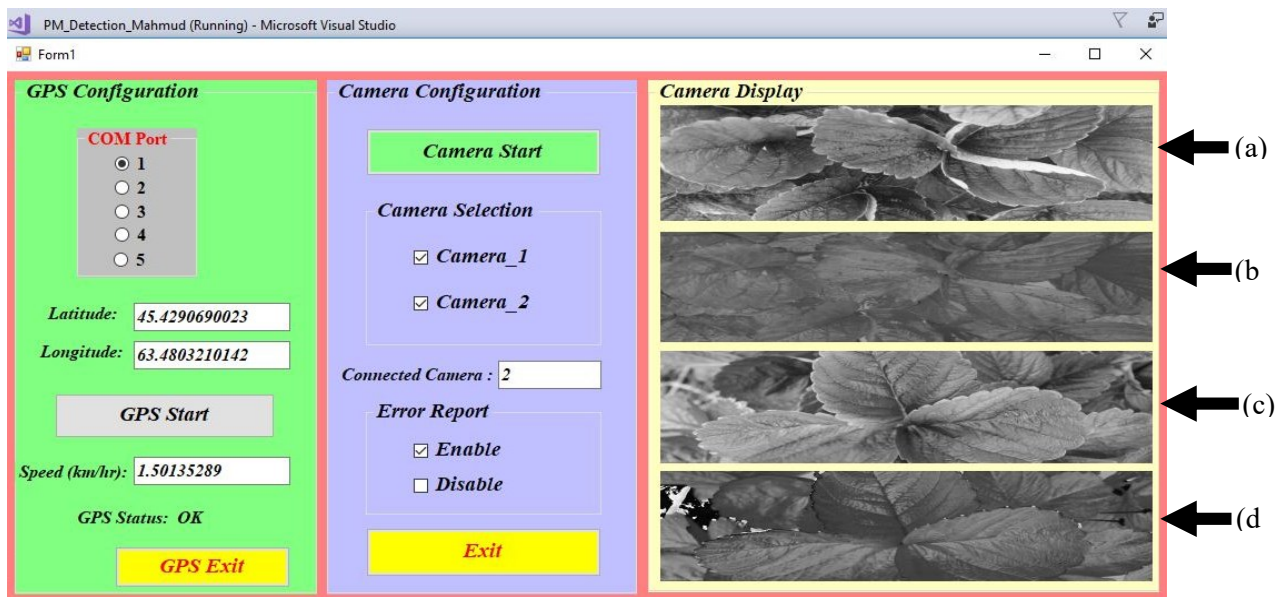 PM_Detection_Mahmud (Running) - Microsoft Visual Studio
Form1
GPS Configuration
COM Port
1
2
3
4
5
Latitude: 45.4290690023
Longitude: 63.4803210142
GPS Start
Speed (km/hr): 1.50135289
GPS Status: OK
GPS Exit
Camera Configuration
Camera Start
Camera Selection
Camera_1
Camera_2
Connected Camera : 2
Error Report
Enable
Disable
Exit
Camera Display
(a)
(b
(c)
(d